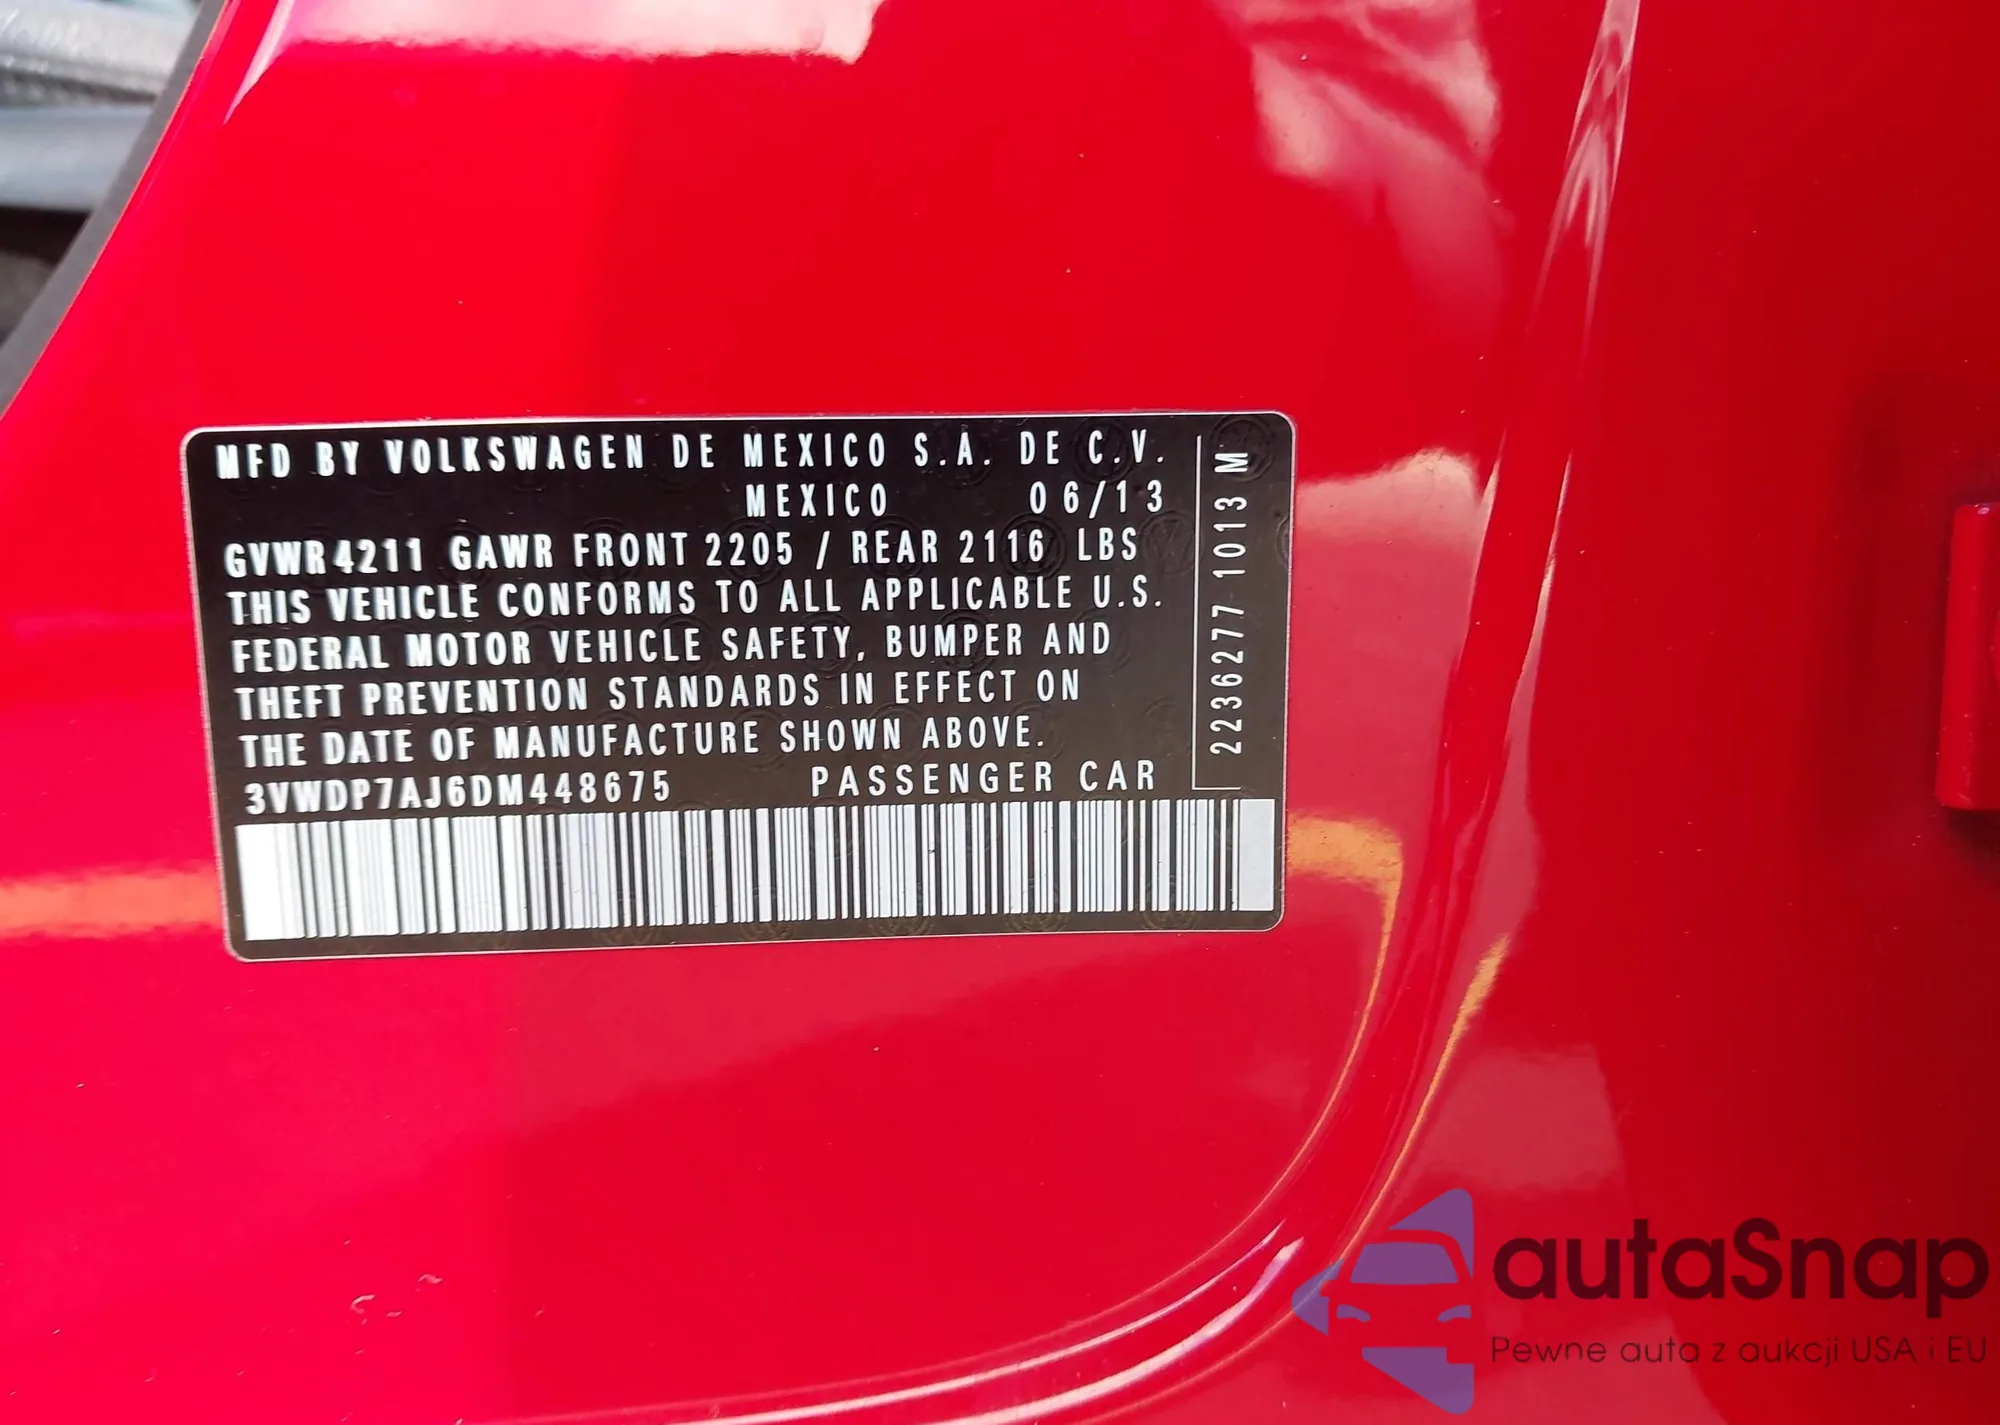 MFD BY VOLKSWAGEN DE MEXICO S.A. DE C.V.
MEXICO 06/13
GVWR 4211 GAWR FRONT 2205 / REAR 2116 LBS
THIS VEHICLE CONFORMS TO ALL APPLICABLE U.S.
FEDERAL MOTOR VEHICLE SAFETY, BUMPER AND
THEFT PREVENTION STANDARDS IN EFFECT ON
THE DATE OF MANUFACTURE SHOWN ABOVE.
3VWDP7AJ6DM448675 PASSENGER CAR
2236277 1013 M
autaSnap
Pewne auta z aukcji USA i EU